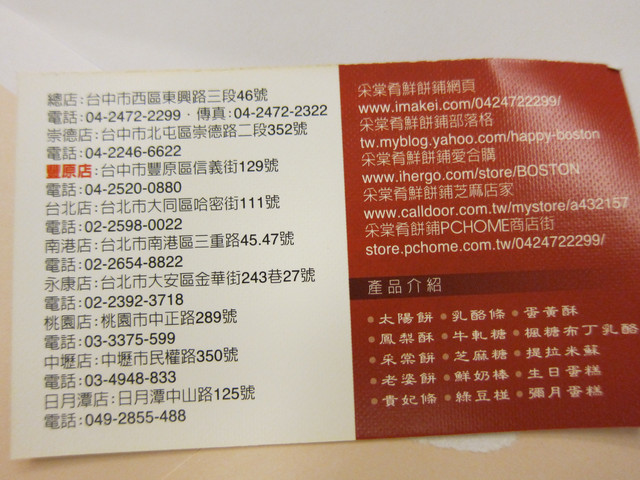 總店:台中市西區東興路三段46號
電話:04-2472-2299·傳真:04-2472-2322
崇德店:台中市北屯區崇德路二段352號
電話:04-2246-6622
豐原店:台中市豐原區信義街129號
電話:04-2520-0880
台北店:台北市大同區哈密街111號
電話:02-2598-0022
南港店:台北市南港區三重路45.47號
電話:02-2654-8822
永康店:台北市大安區金華街243巷27號
電話:02-2392-3718
桃園店:桃園市中正路289號
電話:03-3375-599
中壢店:中壢市民權路350號
電話:03-4948-833
日月潭店:日月潭中山路125號
電話:049-2855-488
采棠肴鮮餅鋪網頁
www.imakei.com/0424722299/
采棠肴鮮餅鋪部落格
tw.myblog.yahoo.com/happy-boston
采棠肴鮮餅鋪愛合購
www.ihergo.com/store/BOSTON
采棠肴鮮餅鋪芝麻店家
www.calldoor.com.tw/mystore/a432157
采棠肴鮮餅鋪PCHOME商店街
store.pchome.com.tw/0424722299/
產品介紹
•太陽餅 •乳酪條 •蛋黃酥
•鳳梨酥 •牛軋糖 •楓糖布丁乳酪
•采棠餅 •芝麻糖 •提拉米蘇
•老婆餅 •鮮奶棒 •生日蛋糕
•貴妃條 •綠豆椪 •彌月蛋糕